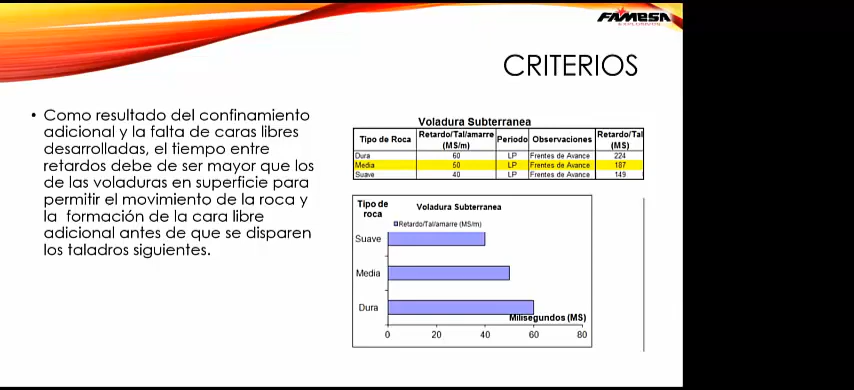 FAMESA
EXPLOSIVOS
CRITERIOS
• Como resultado del confinamiento
adicional y la falta de caras libres
desarrolladas, el tiempo entre
retardos debe de ser mayor que los
de las voladuras en superficie para
permitir el movimiento de la roca y
la formación de la cara libre
adicional antes de que se disparen
los taladros siguientes.
Voladura Subterranea
Tipo de Roca Retardo/Tal/amarre (MS/m) Periodo Observaciones Retardo/Tal (MS)
Dura 60 LP Frentes de Avance 224
Media 50 LP Frentes de Avance 187
Suave 40 LP Frentes de Avance 149
Tipo de
roca
Voladura Subterranea
Retardo/Tal/amarre (MS/m)
Suave
Media
Dura
Milisegundos (MS)
0 20 40 60 80